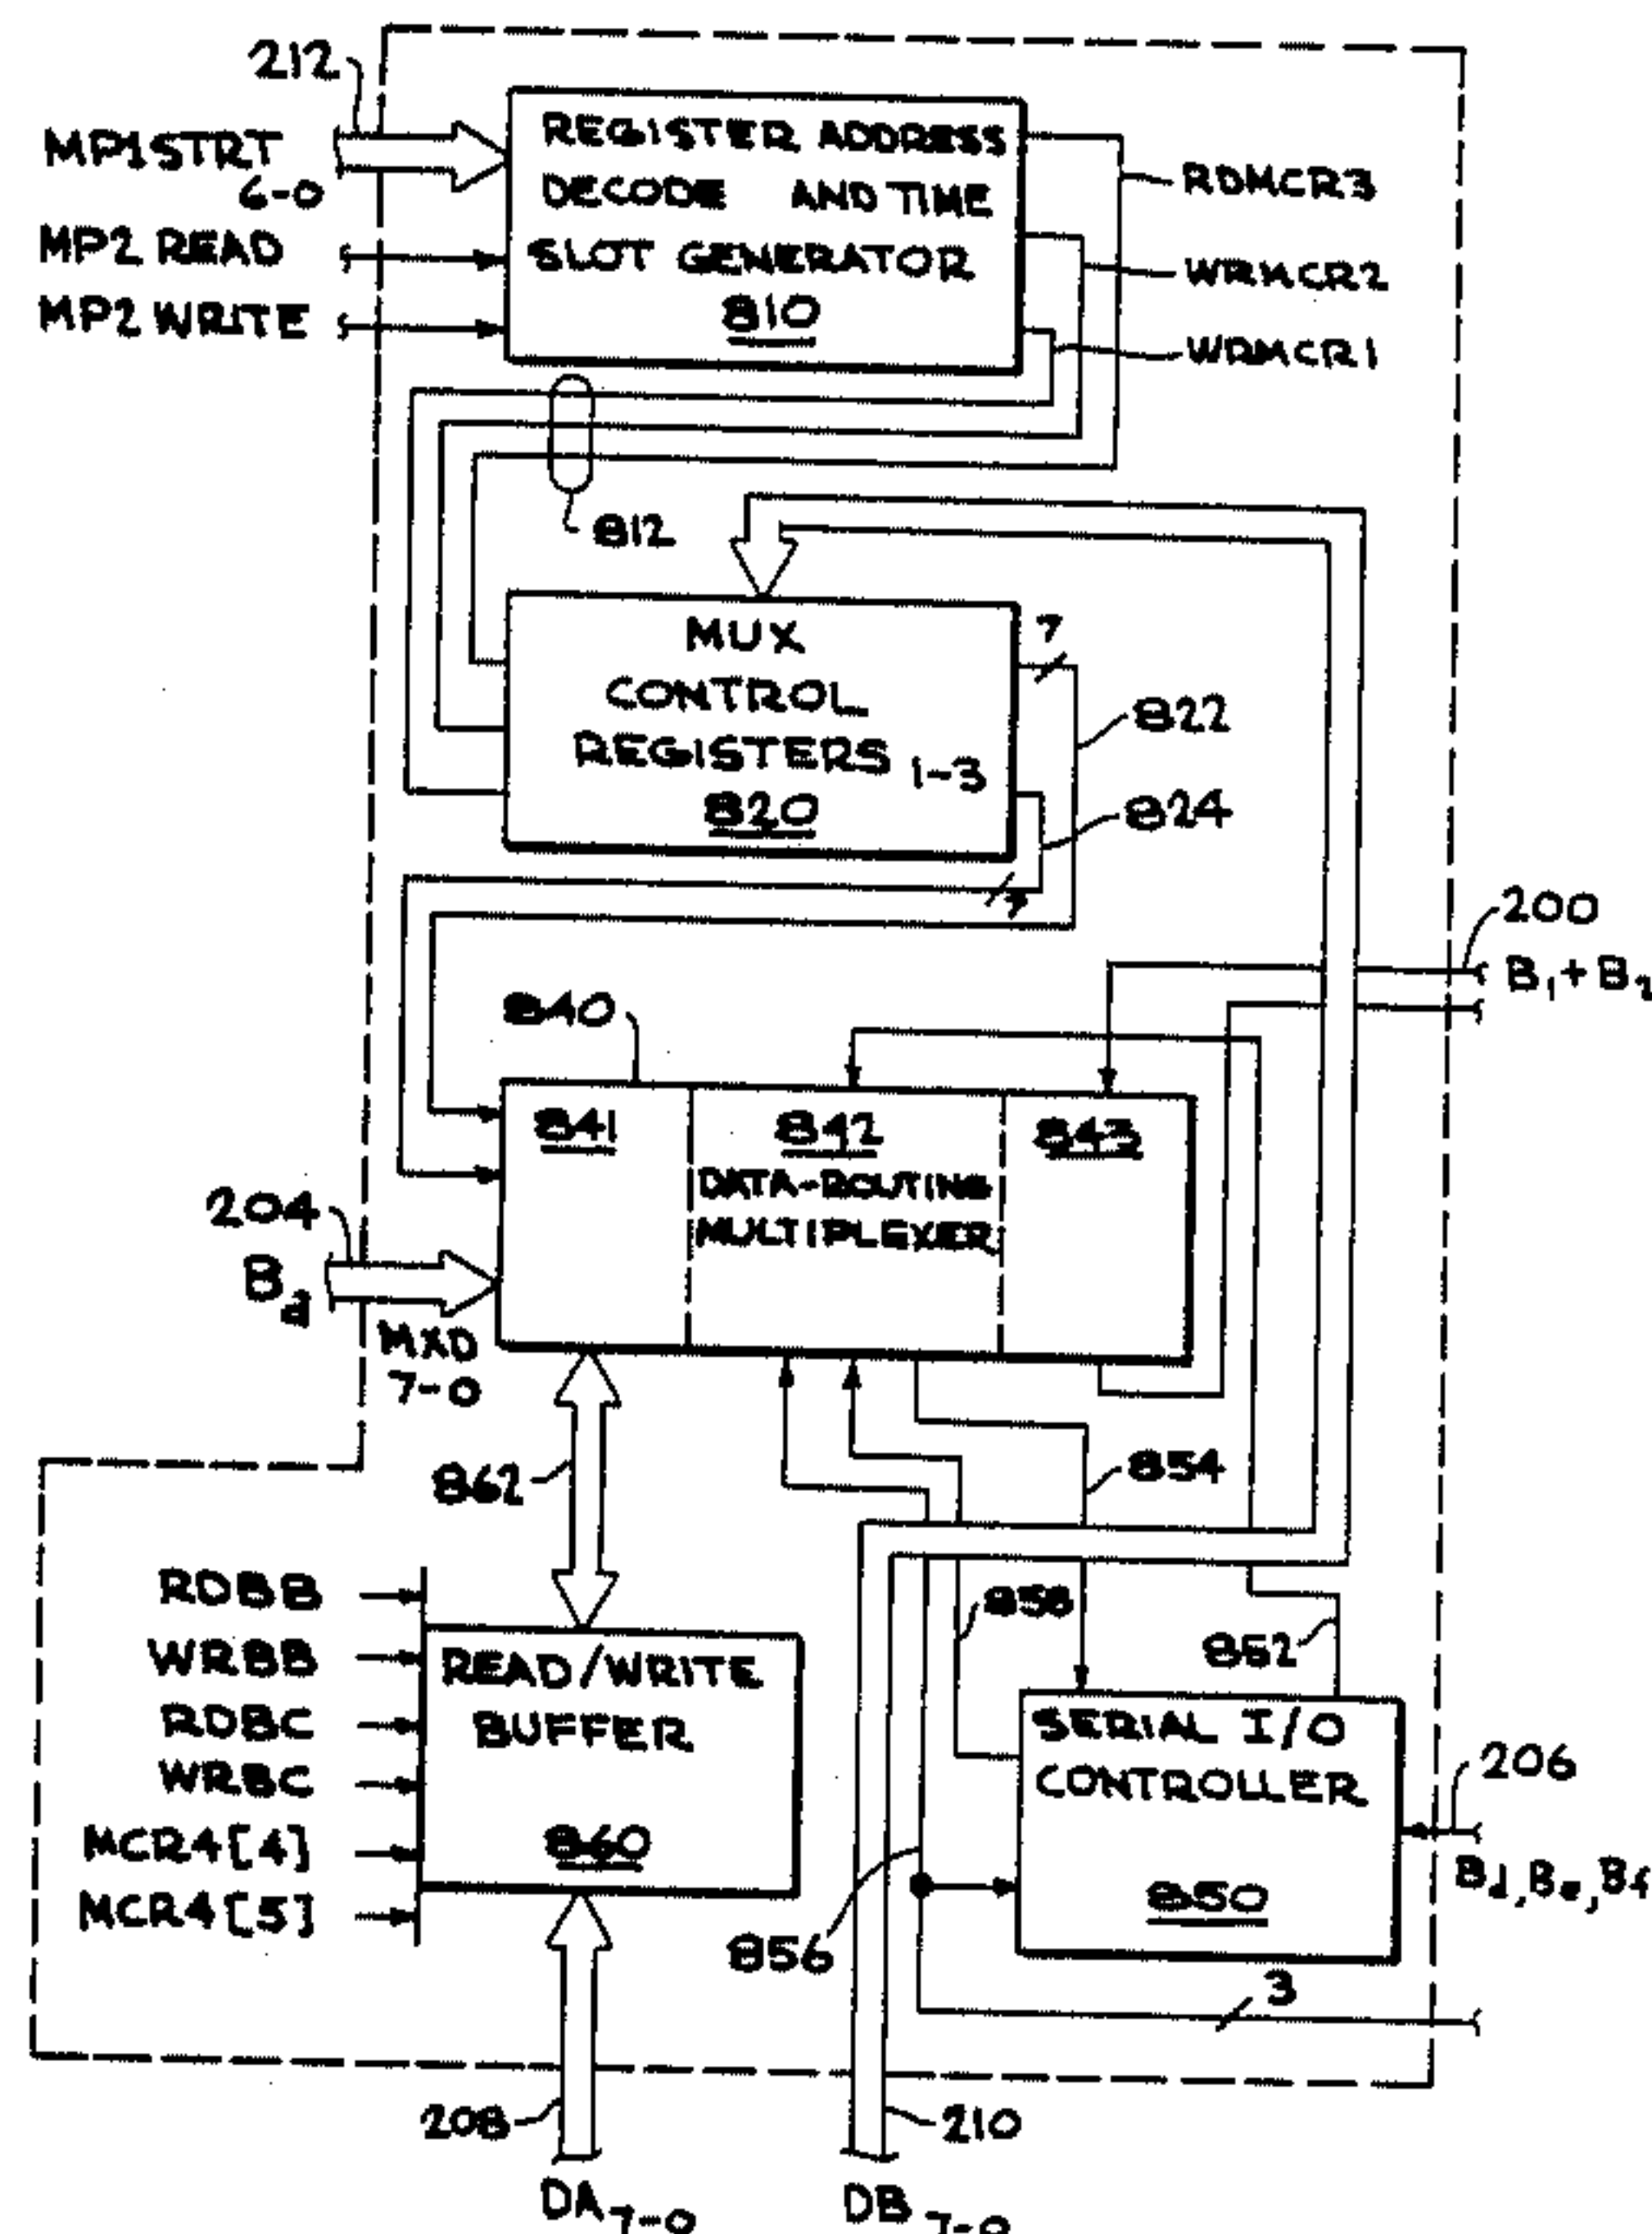 212
MP1STRT 6-0
MP2 READ
MP2 WRITE
REGISTER ADDRESS
DECODE AND TIME
SLOT GENERATOR
810
RDMCR3
WRMCR2
WRMCR1
812
MUX
CONTROL
REGISTERS 1-3
820
7
822
824
7
200
B1+B2
840
841
842
843
DATA-ROUTING
MULTIPLEXER
204
Bd
MXD
7-0
862
854
858
852
RDBB
WRBB
RDBC
WRBC
MCR4[4]
MCR4[5]
READ/WRITE
BUFFER
860
SERIAL I/O
CONTROLLER
850
206
Bd,Be,Bf
856
3
208
210
DA7-0
DB7-0